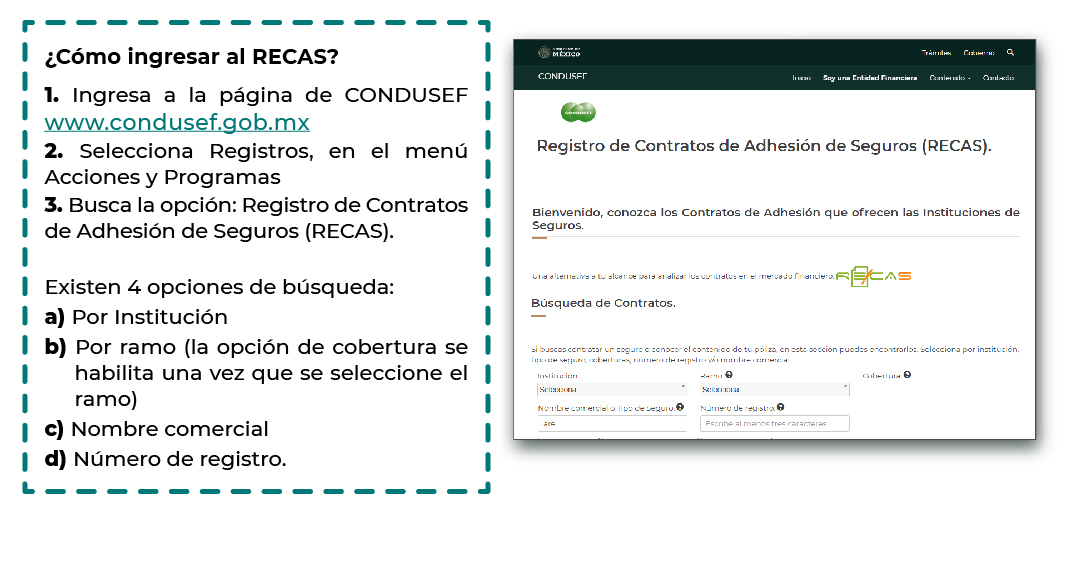 ¿Cómo ingresar al RECAS?
1. Ingresa a la página de CONDUSEF
www.condusef.gob.mx
2. Selecciona Registros, en el menú
Acciones y Programas
3. Busca la opción: Registro de Contratos
de Adhesión de Seguros (RECAS).
Existen 4 opciones de búsqueda:
a) Por Institución
b) Por ramo (la opción de cobertura se
habilita una vez que se seleccione el
ramo)
c) Nombre comercial
d) Número de registro.
MÉXICO
Trámites Gobierno
CONDUSEF
Inicio Soy una Entidad Financiera Contenido Contacto
CONDUSEF
Registro de Contratos de Adhesión de Seguros (RECAS).
Bienvenido, conozca los Contratos de Adhesión que ofrecen las Instituciones de
Seguros.
Una alternativa a tu alcance para analizar los contratos en el mercado financiero. RECAS
Búsqueda de Contratos.
Si buscas contratar un seguro o conocer el contenido de tu póliza, en esta sección puedes encontrarlos. Selecciona por institución,
tipo de seguro, coberturas, número de registro y/o nombre comercial.
Institución Ramo Cobertura
Selecciona Selecciona
Nombre comercial o Tipo de Seguro. Número de registro.
are Escribe al menos tres caracteres